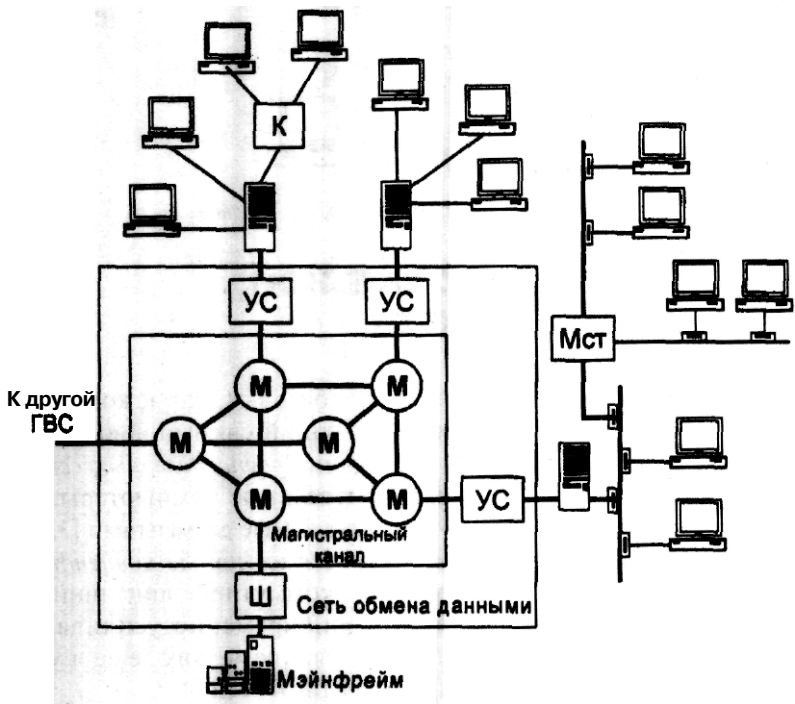 К
УС
УС
Мст
К другой
ГВС
М
М
М
М
М
М
УС
Магистральный
канал
Ш
Сеть обмена данными
Мэйнфрейм